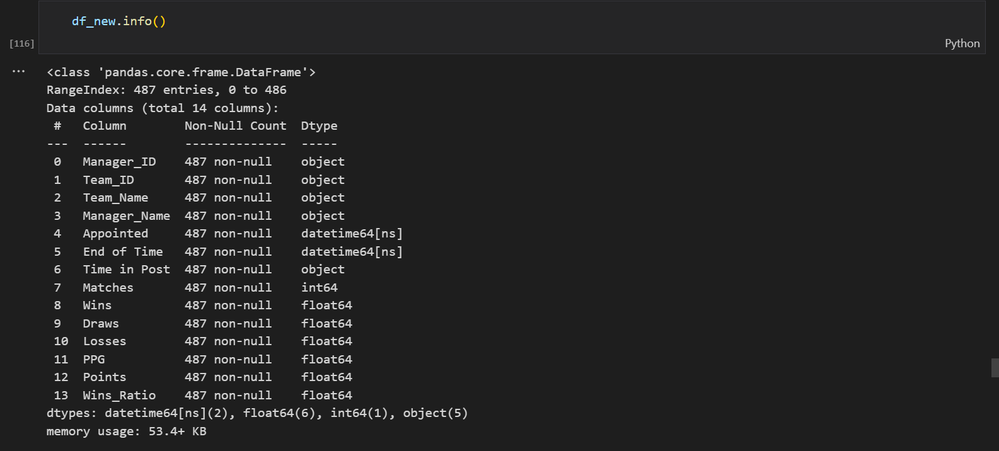 df_new.info()
[116]
Python
...
<class 'pandas.core.frame.DataFrame'>
RangeIndex: 487 entries, 0 to 486
Data columns (total 14 columns):
 #   Column        Non-Null Count  Dtype
---  ------        --------------  -----
 0   Manager_ID    487 non-null    object
 1   Team_ID       487 non-null    object
 2   Team_Name     487 non-null    object
 3   Manager_Name  487 non-null    object
 4   Appointed     487 non-null    datetime64[ns]
 5   End of Time   487 non-null    datetime64[ns]
 6   Time in Post  487 non-null    object
 7   Matches       487 non-null    int64
 8   Wins          487 non-null    float64
 9   Draws         487 non-null    float64
 10  Losses        487 non-null    float64
 11  PPG           487 non-null    float64
 12  Points        487 non-null    float64
 13  Wins_Ratio    487 non-null    float64
dtypes: datetime64[ns](2), float64(6), int64(1), object(5)
memory usage: 53.4+ KB